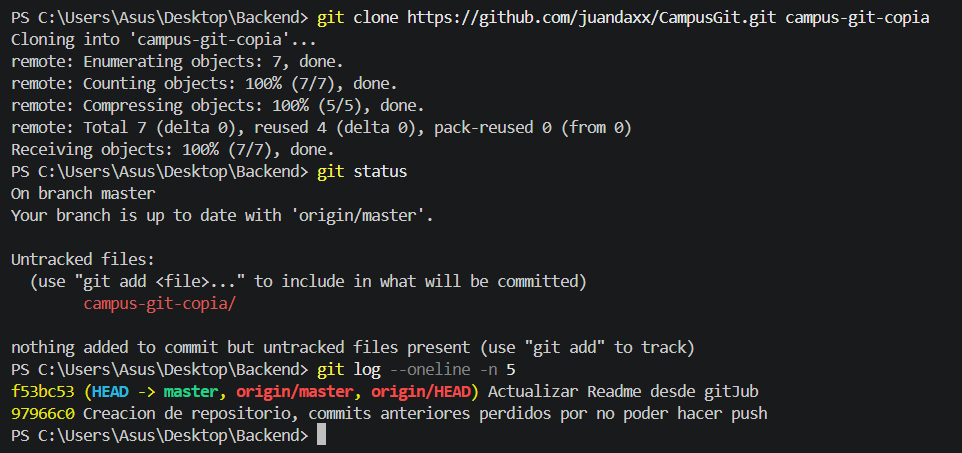 PS C:\Users\Asus\Desktop\Backend> git clone https://github.com/juandaxx/CampusGit.git campus-git-copia
Cloning into 'campus-git-copia'...
remote: Enumerating objects: 7, done.
remote: Counting objects: 100% (7/7), done.
remote: Compressing objects: 100% (5/5), done.
remote: Total 7 (delta 0), reused 4 (delta 0), pack-reused 0 (from 0)
Receiving objects: 100% (7/7), done.
PS C:\Users\Asus\Desktop\Backend> git status
On branch master
Your branch is up to date with 'origin/master'.

Untracked files:
  (use "git add <file>..." to include in what will be committed)
        campus-git-copia/

nothing added to commit but untracked files present (use "git add" to track)
PS C:\Users\Asus\Desktop\Backend> git log --oneline -n 5
f53bc53 (HEAD -> master, origin/master, origin/HEAD) Actualizar Readme desde gitJub
97966c0 Creacion de repositorio, commits anteriores perdidos por no poder hacer push
PS C:\Users\Asus\Desktop\Backend>